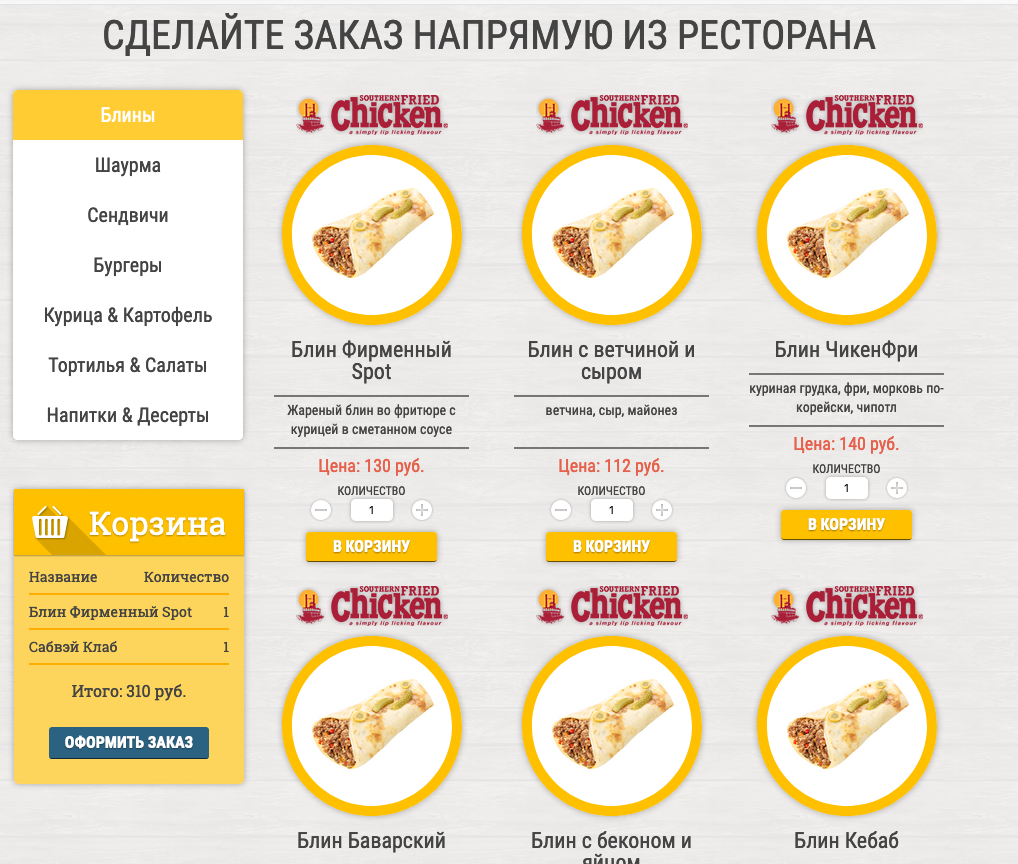 СДЕЛАЙТЕ ЗАКАЗ НАПРЯМУЮ ИЗ РЕСТОРАНА
Блины
Шаурма
Сендвичи
Бургеры
Курица & Картофель
Тортилья & Салаты
Напитки & Десерты
Корзина
Название Количество
Блин Фирменный Spot 1
Сабвэй Клаб 1
Итого: 310 руб.
ОФОРМИТЬ ЗАКАЗ
SOUTHERN FRIED
Chicken®
a simply lip licking flavour
Блин Фирменный
Spot
Жареный блин во фритюре с
курицей в сметанном соусе
Цена: 130 руб.
КОЛИЧЕСТВО
1
В КОРЗИНУ
SOUTHERN FRIED
Chicken®
a simply lip licking flavour
Блин с ветчиной и
сыром
ветчина, сыр, майонез
Цена: 112 руб.
КОЛИЧЕСТВО
1
В КОРЗИНУ
SOUTHERN FRIED
Chicken®
a simply lip licking flavour
Блин ЧикенФри
куриная грудка, фри, морковь по-
корейски, чипотл
Цена: 140 руб.
КОЛИЧЕСТВО
1
В КОРЗИНУ
SOUTHERN FRIED
Chicken®
a simply lip licking flavour
Блин Баварский
SOUTHERN FRIED
Chicken®
a simply lip licking flavour
Блин с беконом и
яйцом
SOUTHERN FRIED
Chicken®
a simply lip licking flavour
Блин Кебаб